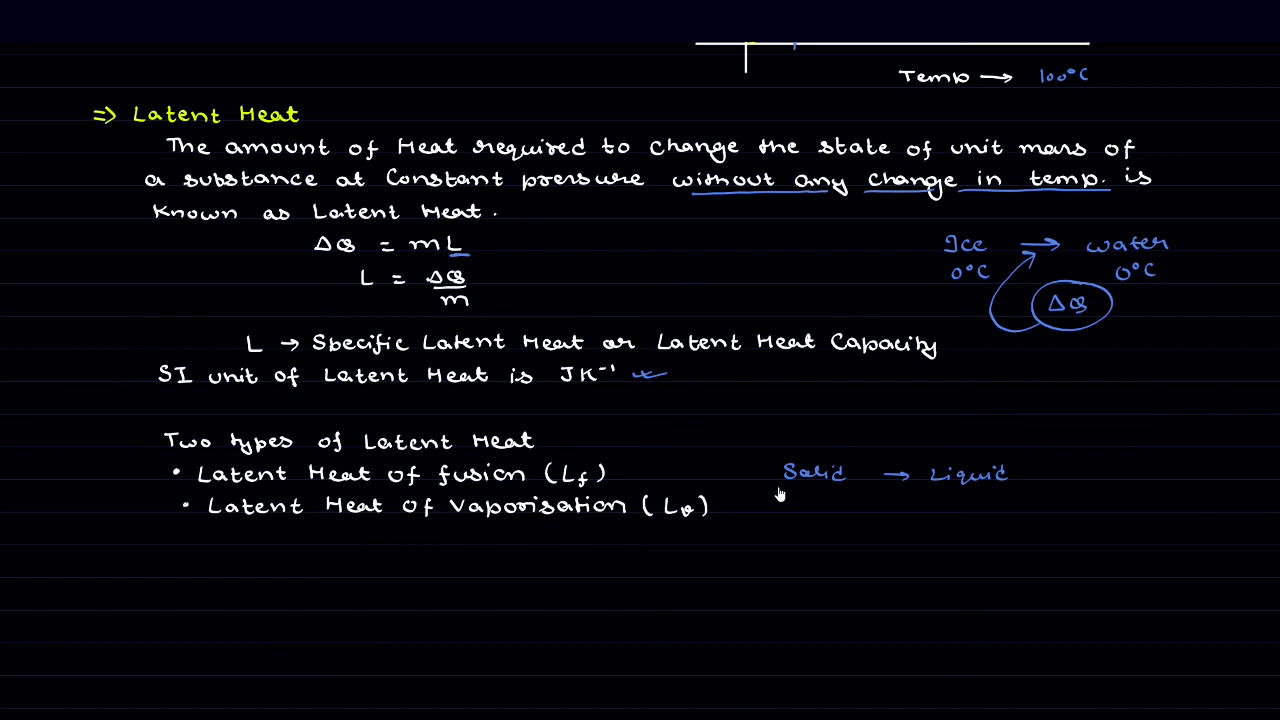 Temp → 100°C
⇒ Latent Heat
The amount of Heat required to change the state of unit mass of
a substance at Constant pressure without any change in temp. is
known as Latent Heat.
ΔQ = mL
L = ΔQ/m
Ice → water
0°C 0°C
ΔQ
L → Specific Latent Heat or Latent Heat Capacity
SI unit of Latent Heat is JK⁻¹
Two types of Latent Heat
• Latent Heat of fusion (Lf) Solid → Liquid
• Latent Heat of Vaporisation (Lv)